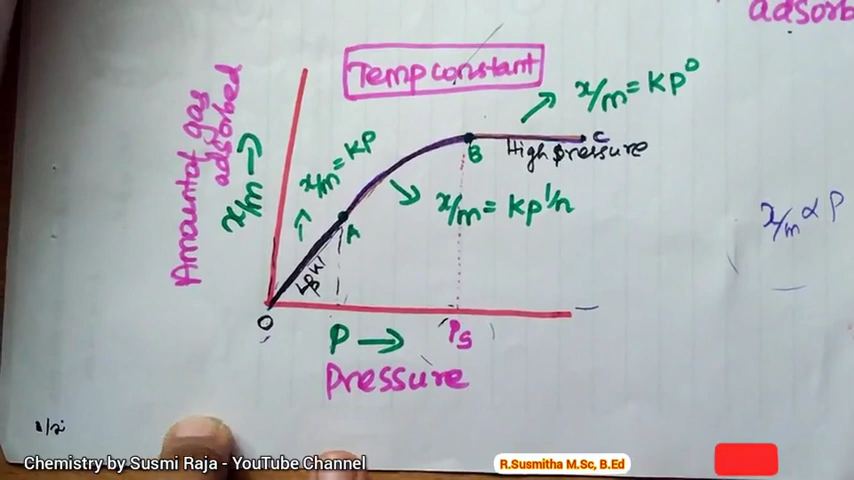 adsorb
Temp constant
x/m = KP⁰
Amount of gas
adsorbed
x/m →
x/m = KP
B
C
High pressure
x/m = KP1/n
x/m ∝ P
A
O
P →
Ps
Pressure
Chemistry by Susmi Raja - YouTube Channel
R.Susmitha M.Sc, B.Ed